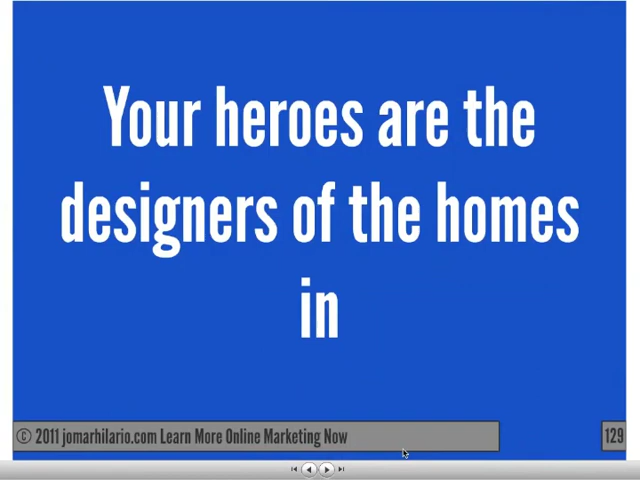 Your heroes are the
designers of the homes
in
© 2011 jomarhilario.com Learn More Online Marketing Now
129